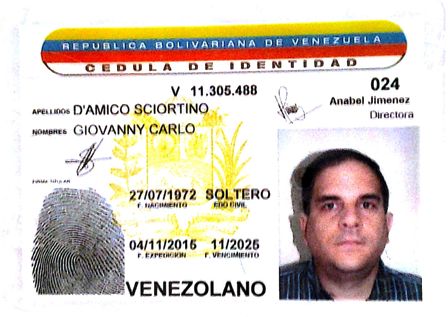 REPUBLICA BOLIVARIANA DE VENEZUELA
CEDULA DE IDENTIDAD
V 11.305.488
024
Anabel Jimenez
Directora
APELLIDOS D'AMICO SCIORTINO
NOMBRES GIOVANNY CARLO
FIRMA TITULAR
27/07/1972 SOLTERO
F. NACIMIENTO EDO CIVIL
04/11/2015 11/2025
F. EXPEDICION F. VENCIMIENTO
VENEZOLANO